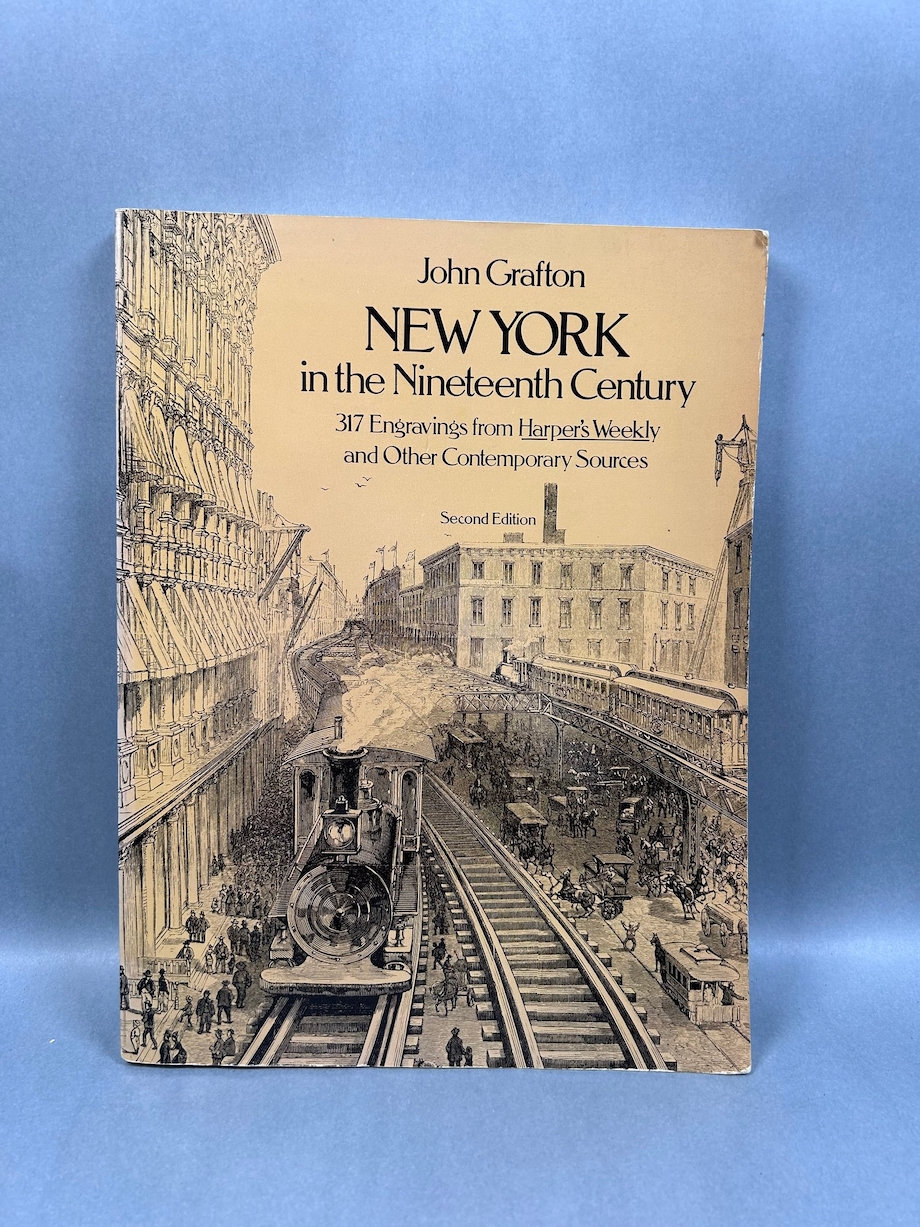 John Grafton
NEW YORK
in the Nineteenth Century
317 Engravings from Harper's Weekly
and Other Contemporary Sources
Second Edition